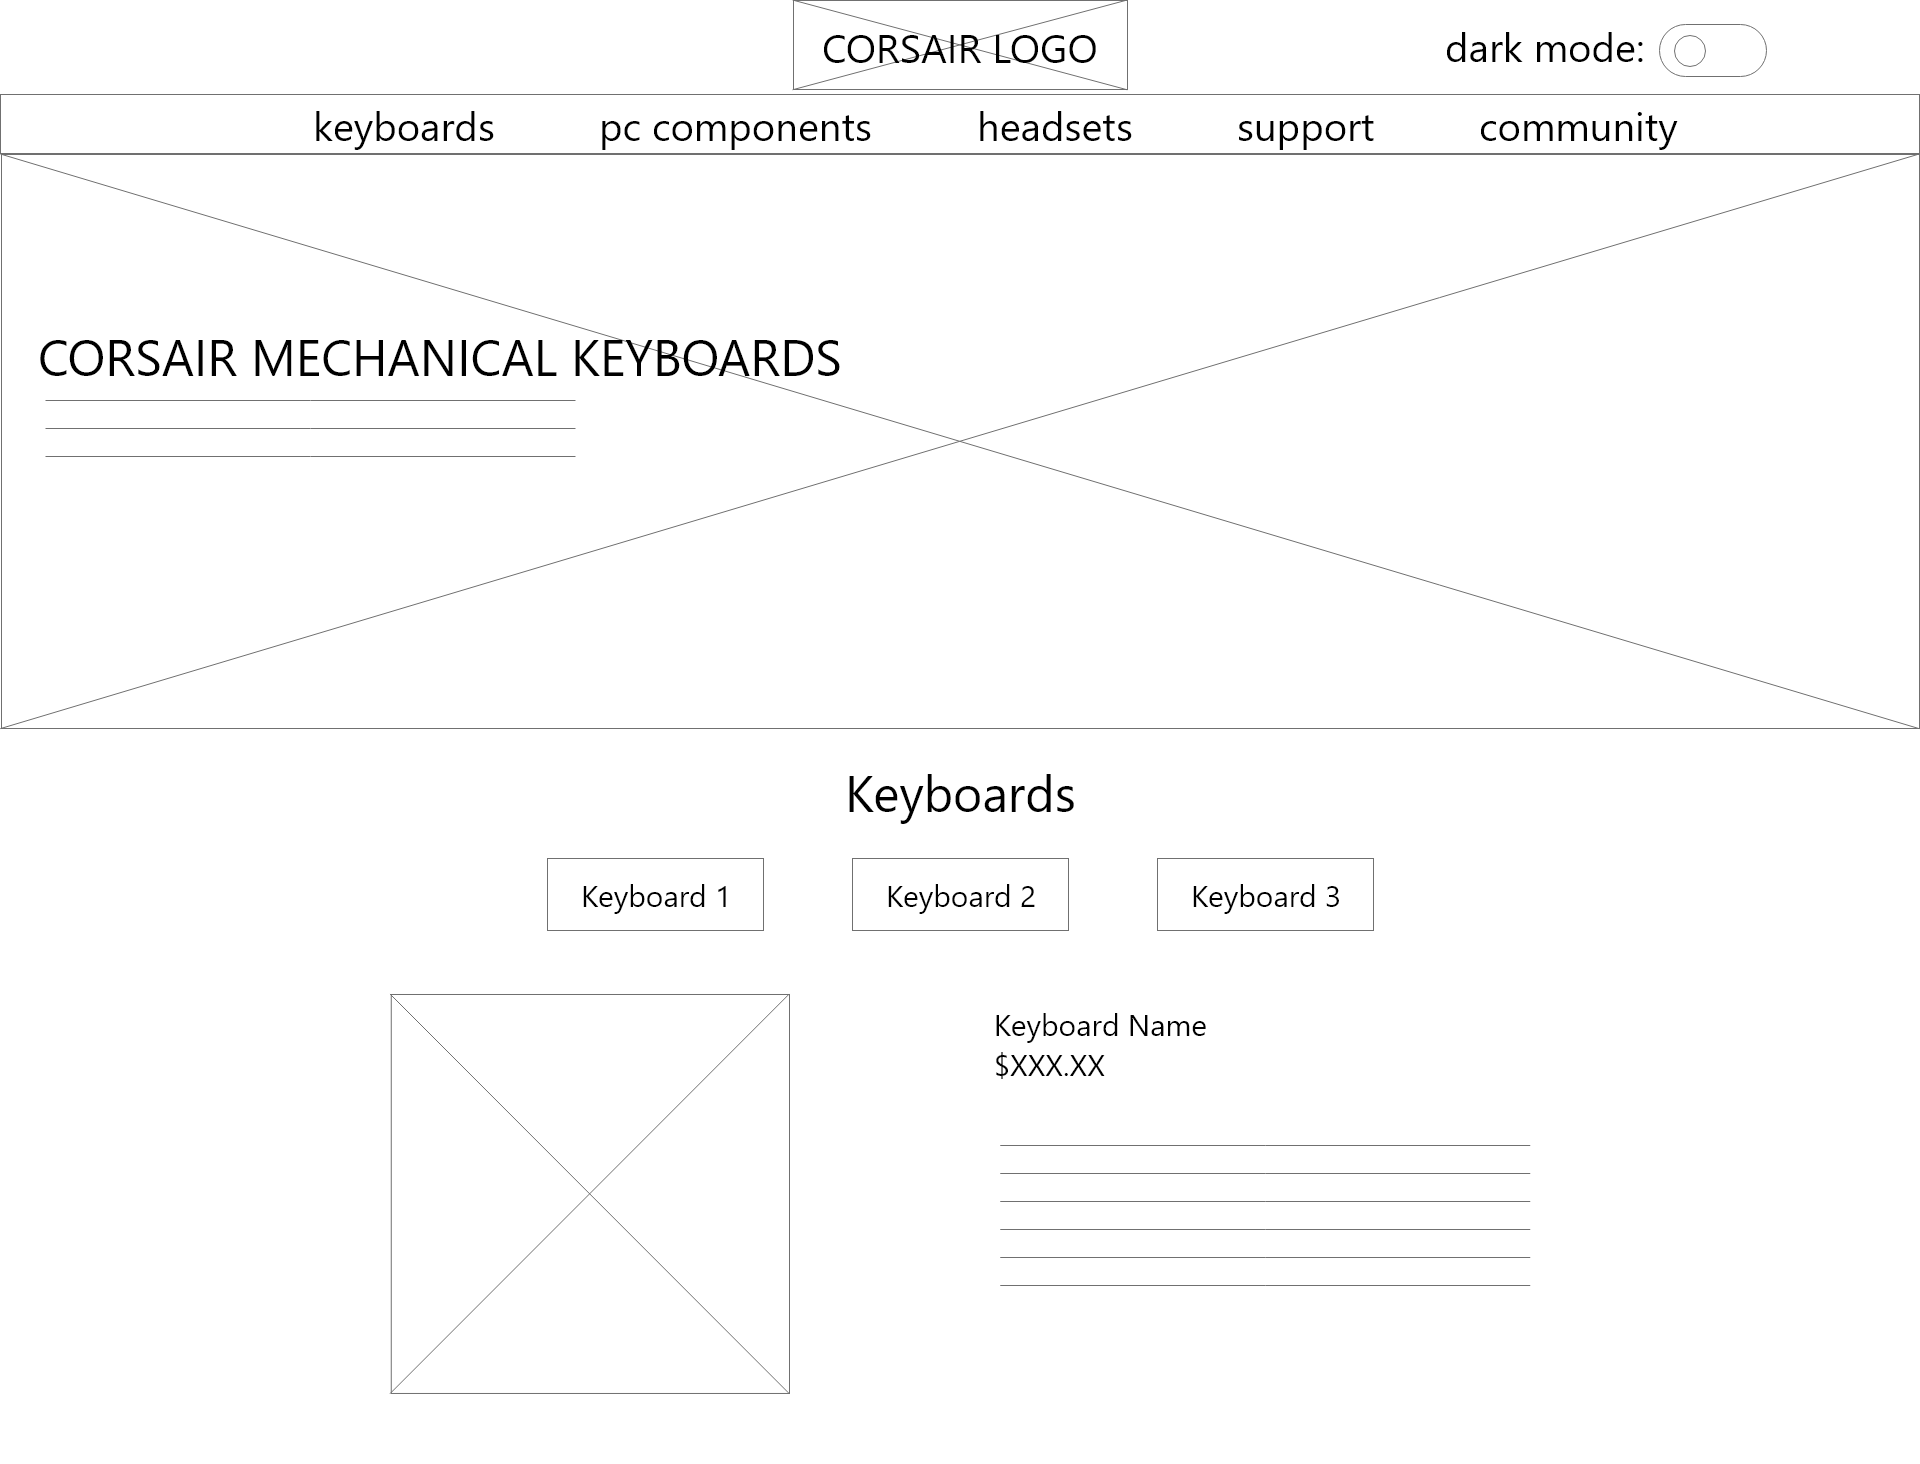 CORSAIR LOGO
dark mode:
keyboards pc components headsets support community
CORSAIR MECHANICAL KEYBOARDS
Keyboards
Keyboard 1 Keyboard 2 Keyboard 3
Keyboard Name
$XXX.XX